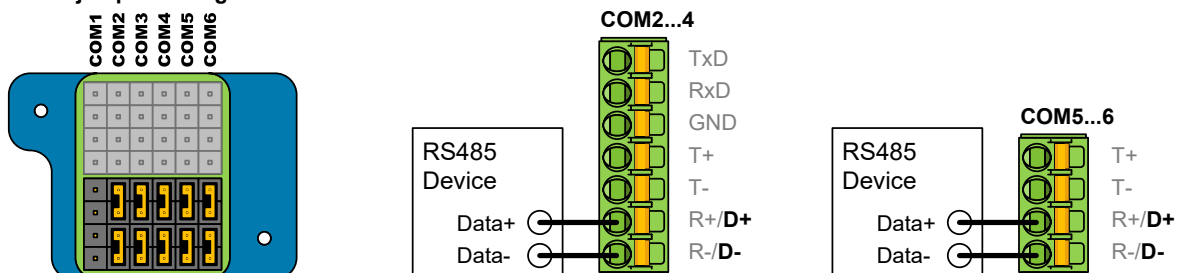 COM1
COM2
COM3
COM4
COM5
COM6
COM2...4
TxD
RxD
GND
T+
T-
R+/D+
R-/D-
RS485
Device
Data+
Data-
COM5...6
T+
T-
R+/D+
R-/D-
RS485
Device
Data+
Data-